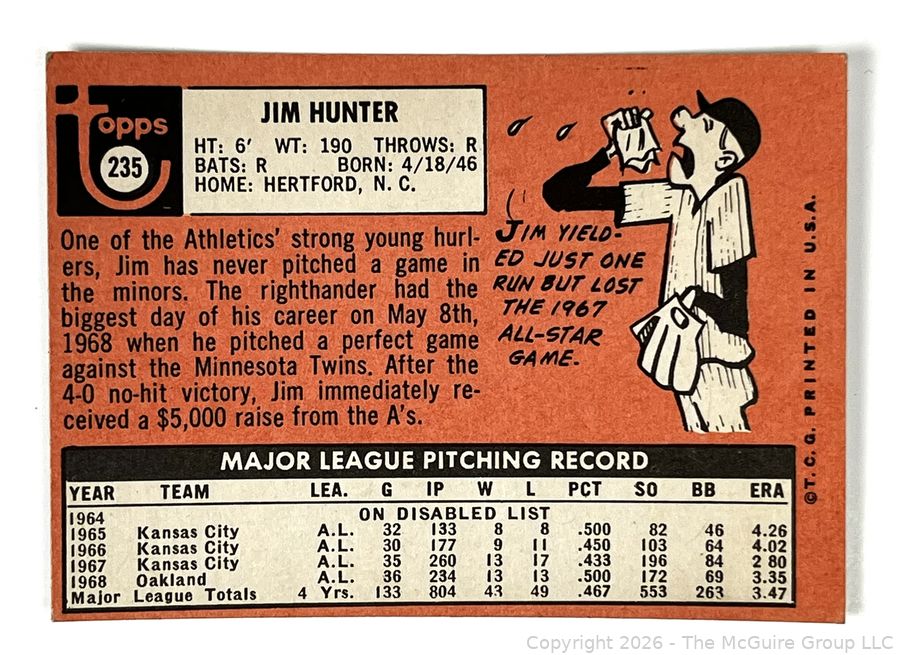 Topps
235
JIM HUNTER
HT: 6' WT: 190 THROWS: R
BATS: R BORN: 4/18/46
HOME: HERTFORD, N. C.
One of the Athletics' strong young hurl-
ers, Jim has never pitched a game in
the minors. The righthander had the
biggest day of his career on May 8th,
1968 when he pitched a perfect game
against the Minnesota Twins. After the
4-0 no-hit victory, Jim immediately re-
ceived a $5,000 raise from the A's.
JIM YIELD-
ED JUST ONE
RUN BUT LOST
THE 1967
ALL-STAR
GAME.
©T. C. G. PRINTED IN U.S.A.
MAJOR LEAGUE PITCHING RECORD
YEAR TEAM LEA. G IP W L PCT SO BB ERA
1964 ON DISABLED LIST
1965 Kansas City A.L. 32 133 8 8 .500 82 46 4.26
1966 Kansas City A.L. 30 177 9 11 .450 103 64 4.02
1967 Kansas City A.L. 35 260 13 17 .433 196 84 2 80
1968 Oakland A.L. 36 234 13 13 .500 172 69 3.35
Major League Totals 4 Yrs. 133 804 43 49 .467 553 263 3.47
Copyright 2026 - The McGuire Group LLC